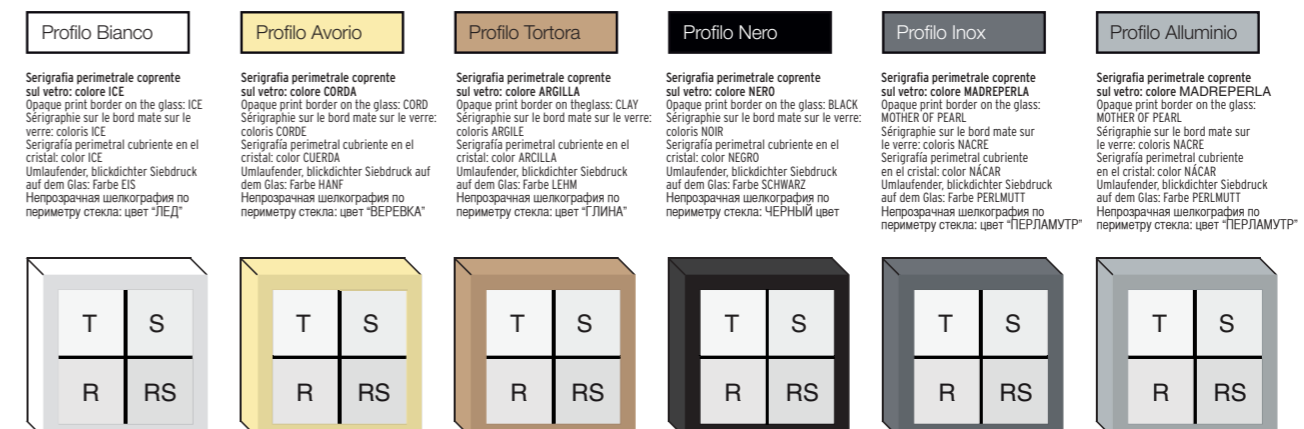 Profilo Bianco
Serigrafia perimetrale coprente
sul vetro: colore ICE
Opaque print border on the glass: ICE
Sérigraphie sur le bord mate sur le
verre: coloris ICE
Serigrafía perimetral cubriente en el
cristal: color ICE
Umlaufender, blickdichter Siebdruck
auf dem Glas: Farbe EIS
Непрозрачная шелкография по
периметру стекла: цвет “ЛЕД”
T S
R RS
Profilo Avorio
Serigrafia perimetrale coprente
sul vetro: colore CORDA
Opaque print border on the glass: CORD
Sérigraphie sur le bord mate sur le verre:
coloris CORDE
Serigrafía perimetral cubriente en el
cristal: color CUERDA
Umlaufender, blickdichter Siebdruck auf
dem Glas: Farbe HANF
Непрозрачная шелкография по
периметру стекла: цвет “ВЕРЕВКА”
T S
R RS
Profilo Tortora
Serigrafia perimetrale coprente
sul vetro: colore ARGILLA
Opaque print border on theglass: CLAY
Sérigraphie sur le bord mate sur le verre:
coloris ARGILE
Serigrafía perimetral cubriente en el
cristal: color ARCILLA
Umlaufender, blickdichter Siebdruck
auf dem Glas: Farbe LEHM
Непрозрачная шелкография по
периметру стекла: цвет “ГЛИНА”
T S
R RS
Profilo Nero
Serigrafia perimetrale coprente
sul vetro: colore NERO
Opaque print border on the glass: BLACK
Sérigraphie sur le bord mate sur le verre:
coloris NOIR
Serigrafía perimetral cubriente en el
cristal: color NEGRO
Umlaufender, blickdichter Siebdruck
auf dem Glas: Farbe SCHWARZ
Непрозрачная шелкография по
периметру стекла: ЧЕРНЫЙ цвет
T S
R RS
Profilo Inox
Serigrafia perimetrale coprente
sul vetro: colore MADREPERLA
Opaque print border on the glass:
MOTHER OF PEARL
Sérigraphie sur le bord mate sur
le verre: coloris NACRE
Serigrafía perimetral cubriente
en el cristal: color NÁCAR
Umlaufender, blickdichter Siebdruck
auf dem Glas: Farbe PERLMUTT
Непрозрачная шелкография по
периметру стекла: цвет “ПЕРЛАМУТР”
T S
R RS
Profilo Alluminio
Serigrafia perimetrale coprente
sul vetro: colore MADREPERLA
Opaque print border on the glass:
MOTHER OF PEARL
Sérigraphie sur le bord mate sur
le verre: coloris NACRE
Serigrafía perimetral cubriente
en el cristal: color NÁCAR
Umlaufender, blickdichter Siebdruck
auf dem Glas: Farbe PERLMUTT
Непрозрачная шелкография по
периметру стекла: цвет “ПЕРЛАМУТР”
T S
R RS